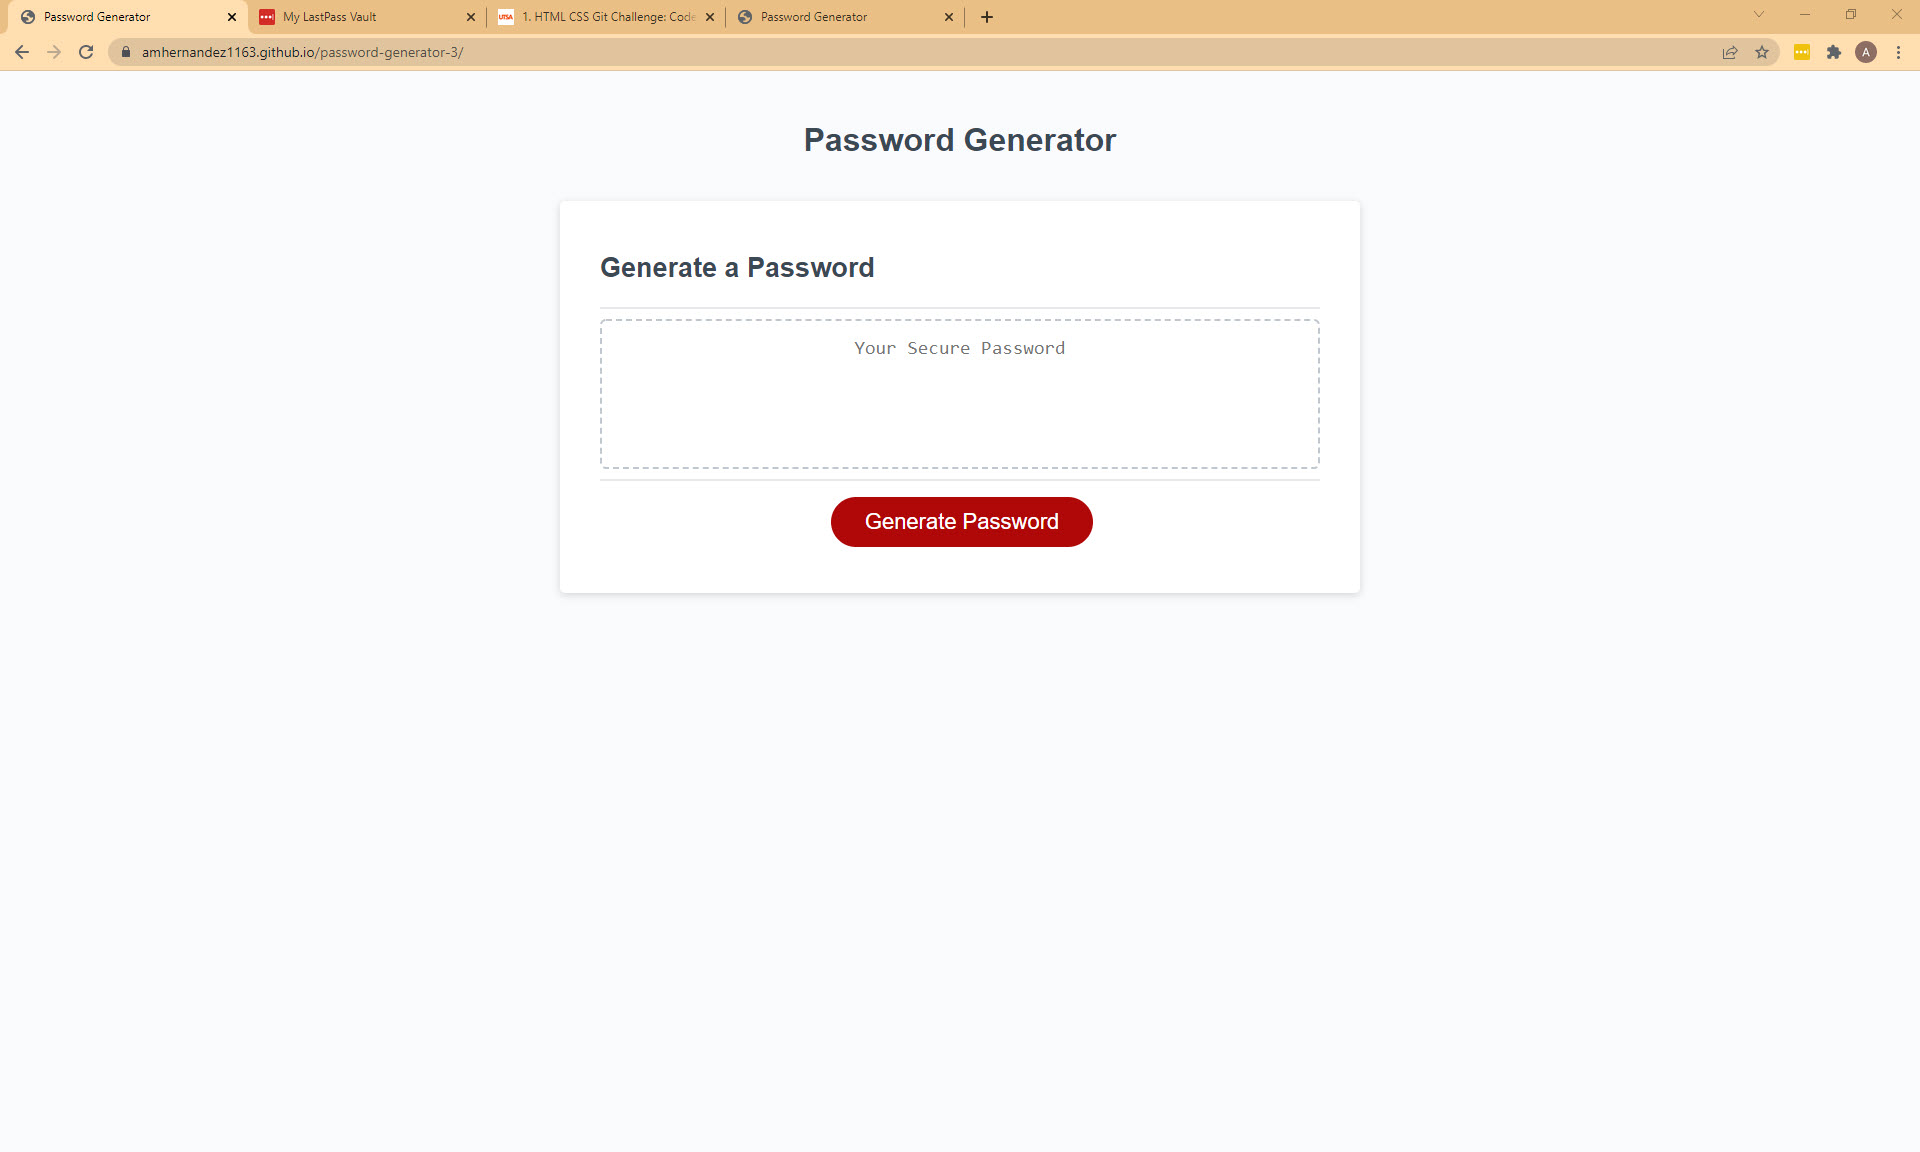 Password Generator
My LastPass Vault
UTSA
1. HTML CSS Git Challenge: Code
Password Generator
amhernandez1163.github.io/password-generator-3/
A
Password Generator
Generate a Password
Your Secure Password
Generate Password